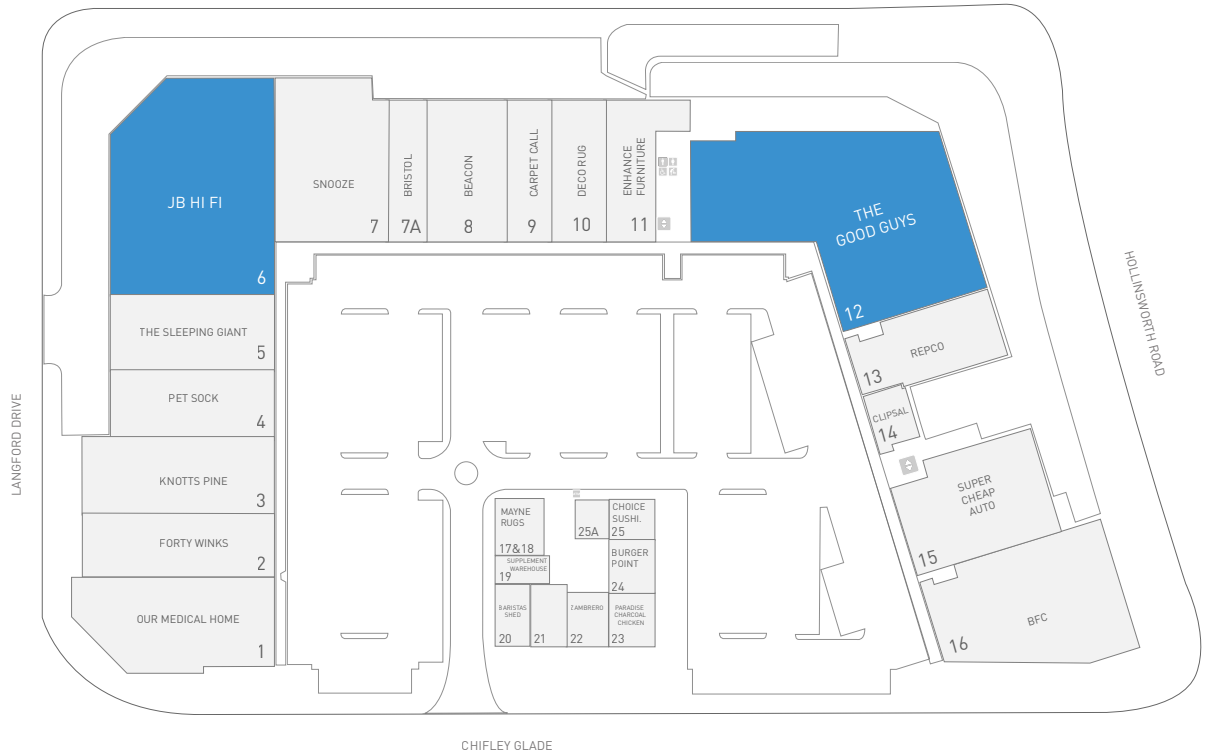 JB HI FI
6
SNOOZE
7
BRISTOL
7A
BEACON
8
CARPET CALL
9
DECO RUG
10
ENHANCE
FURNITURE
11
THE
GOOD GUYS
12
THE SLEEPING GIANT
5
PET SOCK
4
KNOTTS PINE
3
FORTY WINKS
2
OUR MEDICAL HOME
1
REPCO
13
CLIPSAL
14
SUPER
CHEAP
AUTO
15
BFC
16
MAYNE
RUGS
17&18
SUPPLEMENT
WAREHOUSE
19
BARISTAS
SHED
20
21
ZAMBRERO
22
PARADISE
CHARCOAL
CHICKEN
23
BURGER
POINT
24
CHOICE
SUSHI.
25
25A
LANGFORD DRIVE
HOLLINSWORTH ROAD
CHIFLEY GLADE